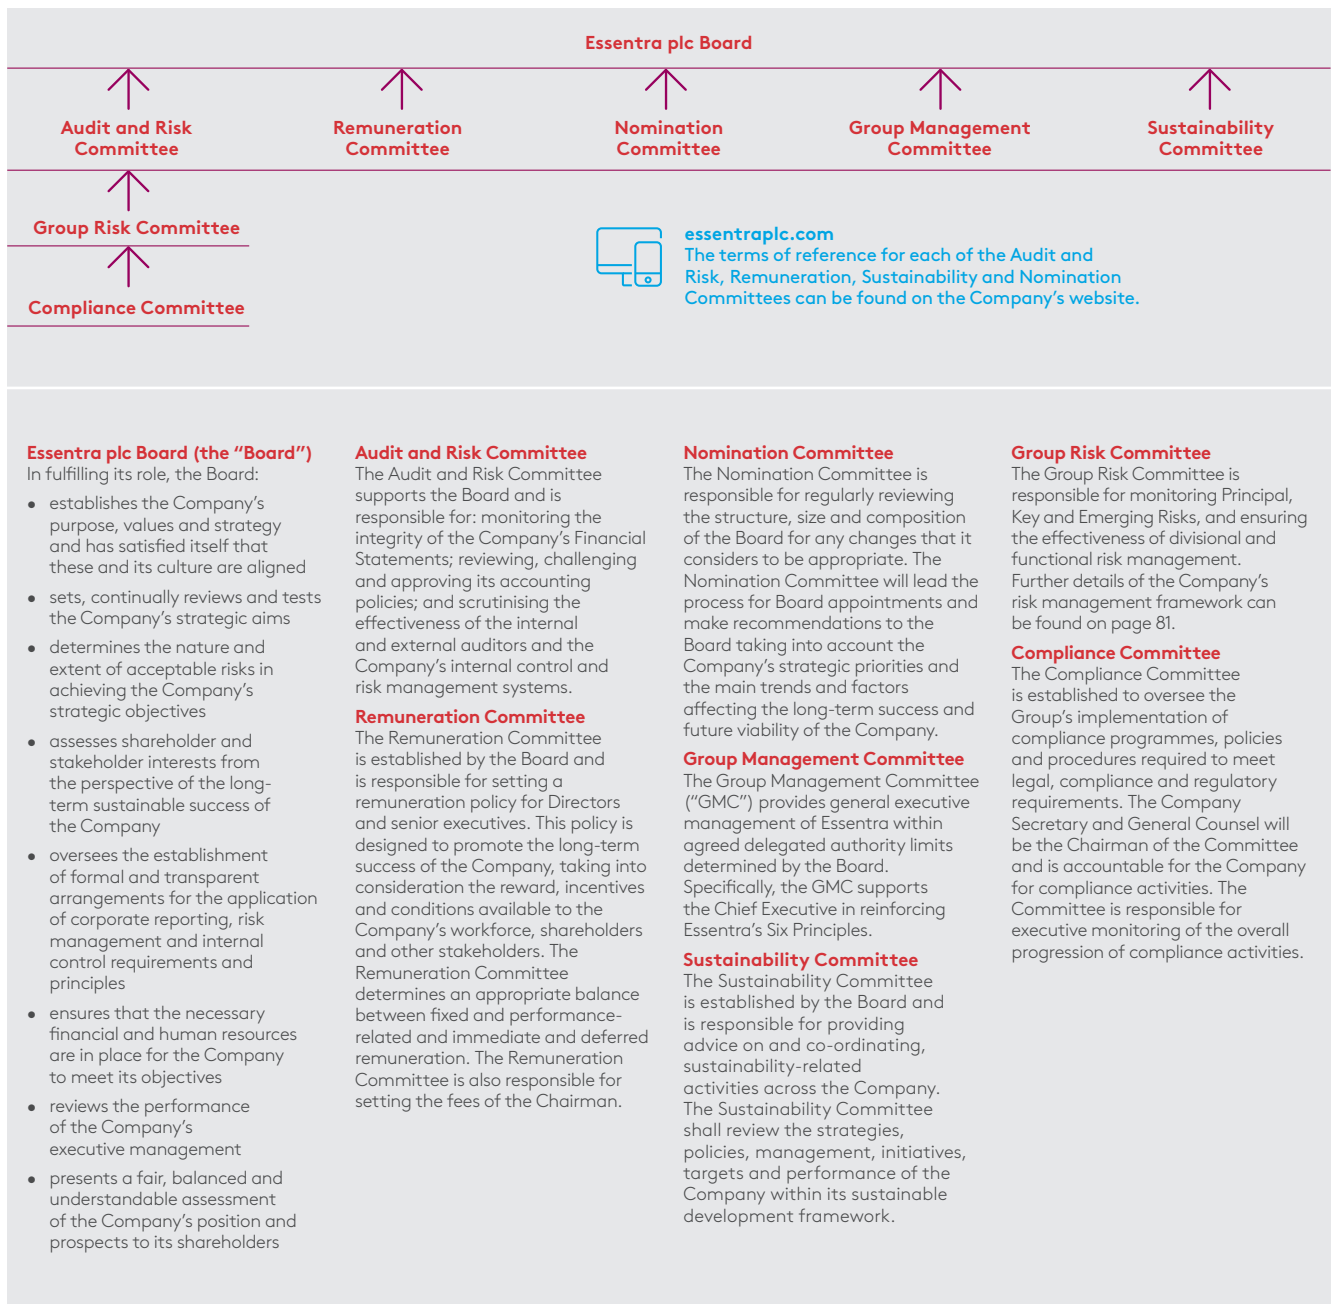 Essentra plc Board
Audit and Risk
Committee
Remuneration
Committee
Nomination
Committee
Group Management
Committee
Sustainability
Committee
Group Risk Committee
Compliance Committee
essentraplc.com
The terms of reference for each of the Audit and
Risk, Remuneration, Sustainability and Nomination
Committees can be found on the Company’s website.
Essentra plc Board (the “Board”)
In fulfilling its role, the Board:
• establishes the Company’s
purpose, values and strategy
and has satisfied itself that
these and its culture are aligned
• sets, continually reviews and tests
the Company’s strategic aims
• determines the nature and
extent of acceptable risks in
achieving the Company’s
strategic objectives
• assesses shareholder and
stakeholder interests from
the perspective of the long-
term sustainable success of
the Company
• oversees the establishment
of formal and transparent
arrangements for the application
of corporate reporting, risk
management and internal
control requirements and
principles
• ensures that the necessary
financial and human resources
are in place for the Company
to meet its objectives
• reviews the performance
of the Company’s
executive management
• presents a fair, balanced and
understandable assessment
of the Company’s position and
prospects to its shareholders
Audit and Risk Committee
The Audit and Risk Committee
supports the Board and is
responsible for: monitoring the
integrity of the Company’s Financial
Statements; reviewing, challenging
and approving its accounting
policies; and scrutinising the
effectiveness of the internal
and external auditors and the
Company’s internal control and
risk management systems.
Remuneration Committee
The Remuneration Committee
is established by the Board and
is responsible for setting a
remuneration policy for Directors
and senior executives. This policy is
designed to promote the long-term
success of the Company, taking into
consideration the reward, incentives
and conditions available to the
Company’s workforce, shareholders
and other stakeholders. The
Remuneration Committee
determines an appropriate balance
between fixed and performance-
related and immediate and deferred
remuneration. The Remuneration
Committee is also responsible for
setting the fees of the Chairman.
Nomination Committee
The Nomination Committee is
responsible for regularly reviewing
the structure, size and composition
of the Board for any changes that it
considers to be appropriate. The
Nomination Committee will lead the
process for Board appointments and
make recommendations to the
Board taking into account the
Company’s strategic priorities and
the main trends and factors
affecting the long-term success and
future viability of the Company.
Group Management Committee
The Group Management Committee
(“GMC”) provides general executive
management of Essentra within
agreed delegated authority limits
determined by the Board.
Specifically, the GMC supports
the Chief Executive in reinforcing
Essentra’s Six Principles.
Sustainability Committee
The Sustainability Committee
is established by the Board and
is responsible for providing
advice on and co-ordinating,
sustainability-related
activities across the Company.
The Sustainability Committee
shall review the strategies,
policies, management, initiatives,
targets and performance of the
Company within its sustainable
development framework.
Group Risk Committee
The Group Risk Committee is
responsible for monitoring Principal,
Key and Emerging Risks, and ensuring
the effectiveness of divisional and
functional risk management.
Further details of the Company’s
risk management framework can
be found on page 81.
Compliance Committee
The Compliance Committee
is established to oversee the
Group’s implementation of
compliance programmes, policies
and procedures required to meet
legal, compliance and regulatory
requirements. The Company
Secretary and General Counsel will
be the Chairman of the Committee
and is accountable for the Company
for compliance activities. The
Committee is responsible for
executive monitoring of the overall
progression of compliance activities.